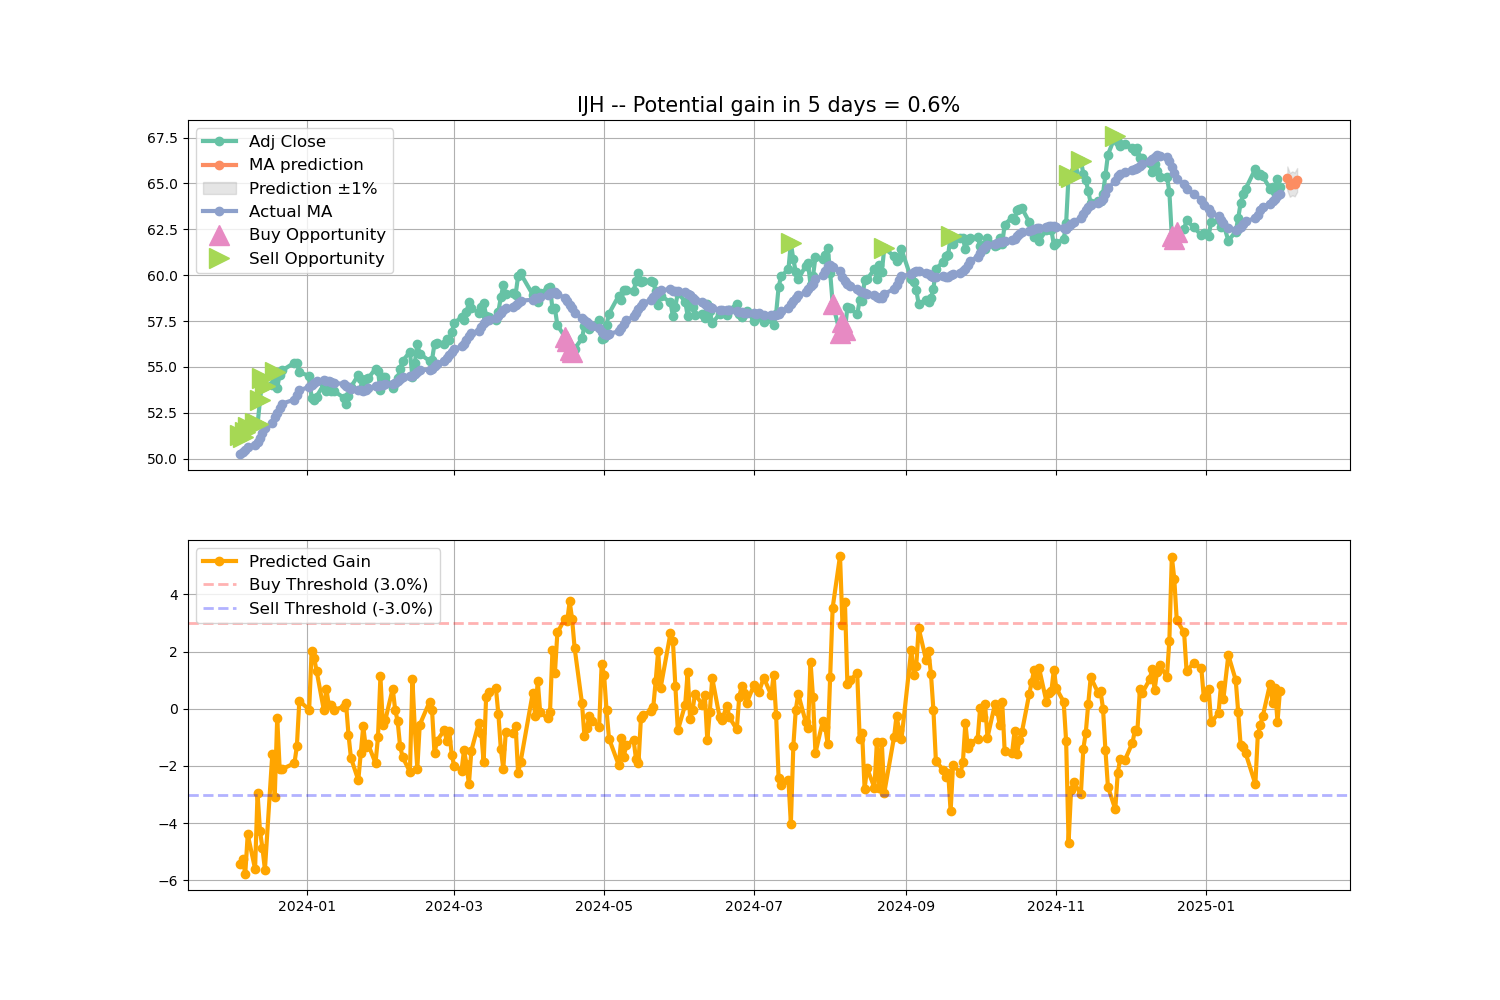 IJH -- Potential gain in 5 days = 0.6%
67.5
65.0
62.5
60.0
57.5
55.0
52.5
50.0
Adj Close
MA prediction
Prediction ±1%
Actual MA
Buy Opportunity
Sell Opportunity
4
2
0
−2
−4
−6
Predicted Gain
Buy Threshold (3.0%)
Sell Threshold (-3.0%)
2024-01 2024-03 2024-05 2024-07 2024-09 2024-11 2025-01